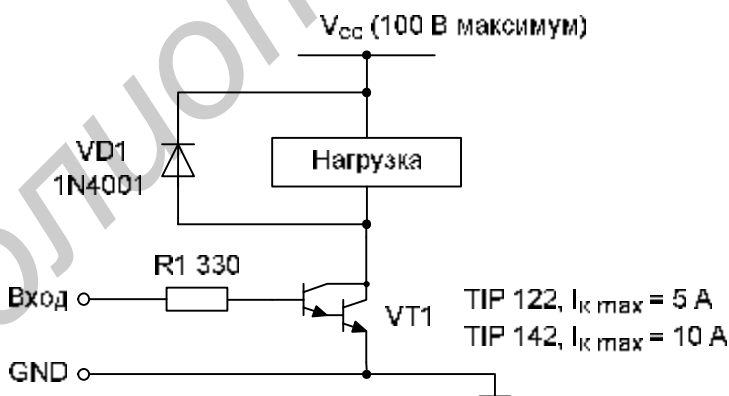 V_CC (100 В максимум)
VD1
1N4001
Нагрузка
R1 330
Вход
VT1
TIP 122, I_К max = 5 A
TIP 142, I_К max = 10 A
GND